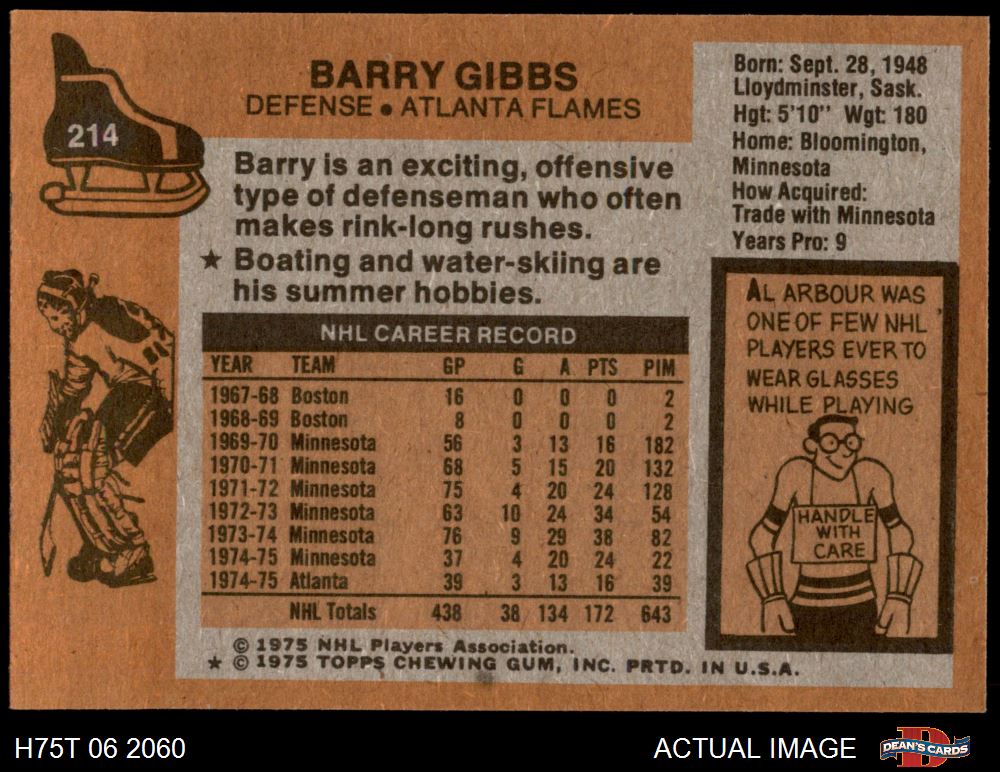 214
BARRY GIBBS
DEFENSE • ATLANTA FLAMES
Barry is an exciting, offensive
type of defenseman who often
makes rink-long rushes.
★ Boating and water-skiing are
his summer hobbies.
Born: Sept. 28, 1948
Lloydminster, Sask.
Hgt: 5'10" Wgt: 180
Home: Bloomington,
Minnesota
How Acquired:
Trade with Minnesota
Years Pro: 9
NHL CAREER RECORD
YEAR TEAM GP G A PTS PIM
1967-68 Boston 16 0 0 0 2
1968-69 Boston 8 0 0 0 2
1969-70 Minnesota 56 3 13 16 182
1970-71 Minnesota 68 5 15 20 132
1971-72 Minnesota 75 4 20 24 128
1972-73 Minnesota 63 10 24 34 54
1973-74 Minnesota 76 9 29 38 82
1974-75 Minnesota 37 4 20 24 22
1974-75 Atlanta 39 3 13 16 39
NHL Totals 438 38 134 172 643
AL ARBOUR WAS
ONE OF FEW NHL
PLAYERS EVER TO
WEAR GLASSES
WHILE PLAYING
HANDLE
WITH
CARE
© 1975 NHL Players Association.
★ © 1975 TOPPS CHEWING GUM, INC. PRTD. IN U.S.A.
H75T 06 2060
ACTUAL IMAGE
D
DEAN'S CARDS